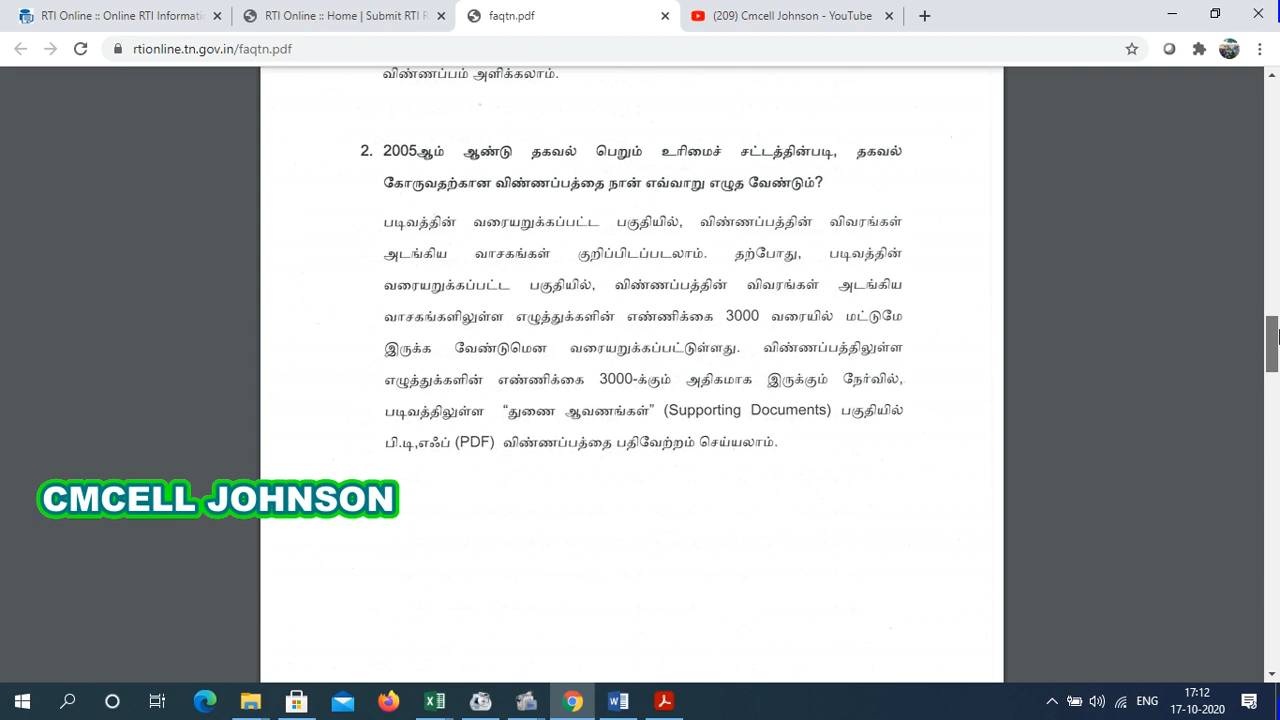 RTI Online :: Online RTI Informati
RTI Online :: Home | Submit RTI R
faqtn.pdf
(209) Cmcell Johnson - YouTube
rtionline.tn.gov.in/faqtn.pdf
விண்ணப்பம் அளிக்கலாம்.
2. 2005ஆம் ஆண்டு தகவல் பெறும் உரிமைச் சட்டத்தின்படி, தகவல்
கோருவதற்கான விண்ணப்பத்தை நான் எவ்வாறு எழுத வேண்டும்?
படிவத்தின் வரையறுக்கப்பட்ட பகுதியில், விண்ணப்பத்தின் விவரங்கள்
அடங்கிய வாசகங்கள் குறிப்பிடப்படலாம். தற்போது, படிவத்தின்
வரையறுக்கப்பட்ட பகுதியில், விண்ணப்பத்தின் விவரங்கள் அடங்கிய
வாசகங்களிலுள்ள எழுத்துக்களின் எண்ணிக்கை 3000 வரையில் மட்டுமே
இருக்க வேண்டுமென வரையறுக்கப்பட்டுள்ளது. விண்ணப்பத்திலுள்ள
எழுத்துக்களின் எண்ணிக்கை 3000-க்கும் அதிகமாக இருக்கும் நேர்வில்,
படிவத்திலுள்ள “துணை ஆவணங்கள்” (Supporting Documents) பகுதியில்
பி.டி,எஃப் (PDF) விண்ணப்பத்தை பதிவேற்றம் செய்யலாம்.
CMCELL JOHNSON
ENG
17:12
17-10-2020